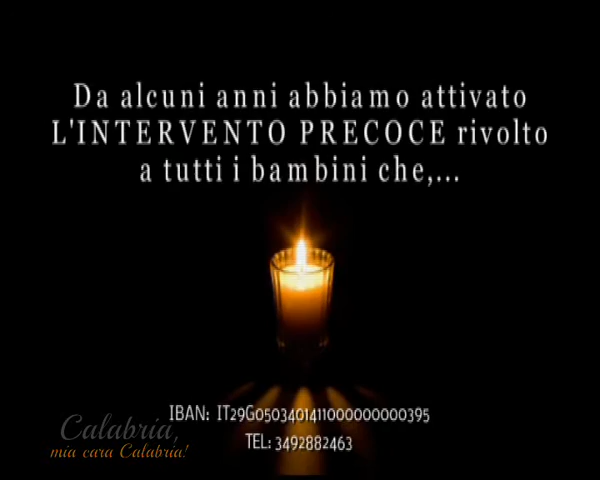 Da alcuni anni abbiamo attivato
L'INTERVENTO PRECOCE rivolto
a tutti i bambini che,...
IBAN: IT29G0503401411000000000395
TEL: 3492882463
Calabria,
mia cara Calabria!